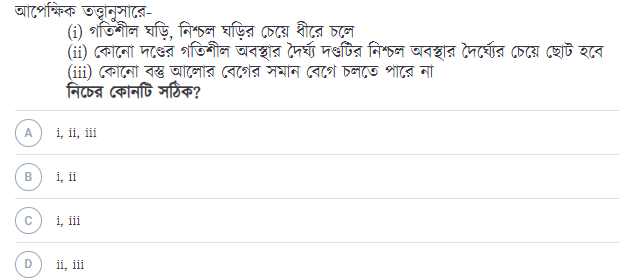 আপেক্ষিক তত্ত্বানুসারে-
(i) গতিশীল ঘড়ি, নিশ্চল ঘড়ির চেয়ে ধীরে চলে
(ii) কোনো দণ্ডের গতিশীল অবস্থার দৈর্ঘ্য দণ্ডটির নিশ্চল অবস্থার দৈর্ঘ্যের চেয়ে ছোট হবে
(iii) কোনো বস্তু আলোর বেগের সমান বেগে চলতে পারে না
নিচের কোনটি সঠিক?
A i, ii, iii
B i, ii
C i, iii
D ii, iii